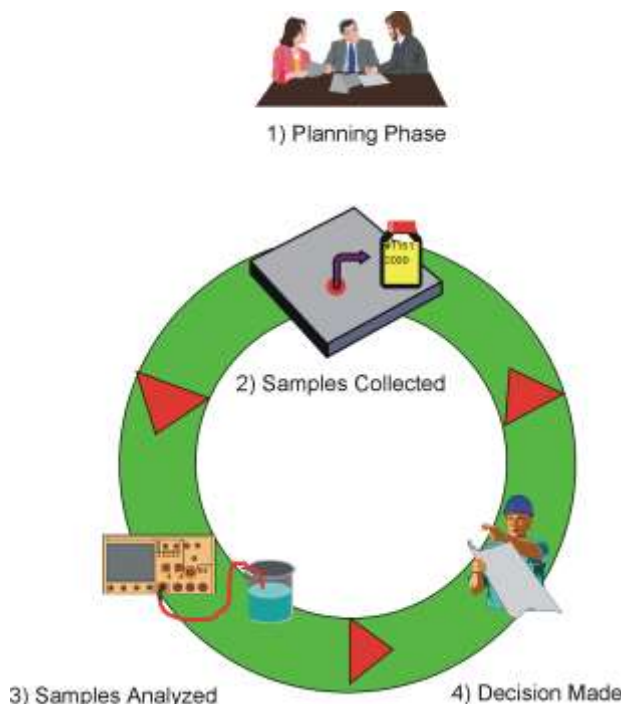 1) Planning Phase
2) Samples Collected
3) Samples Analyzed
4) Decision Made